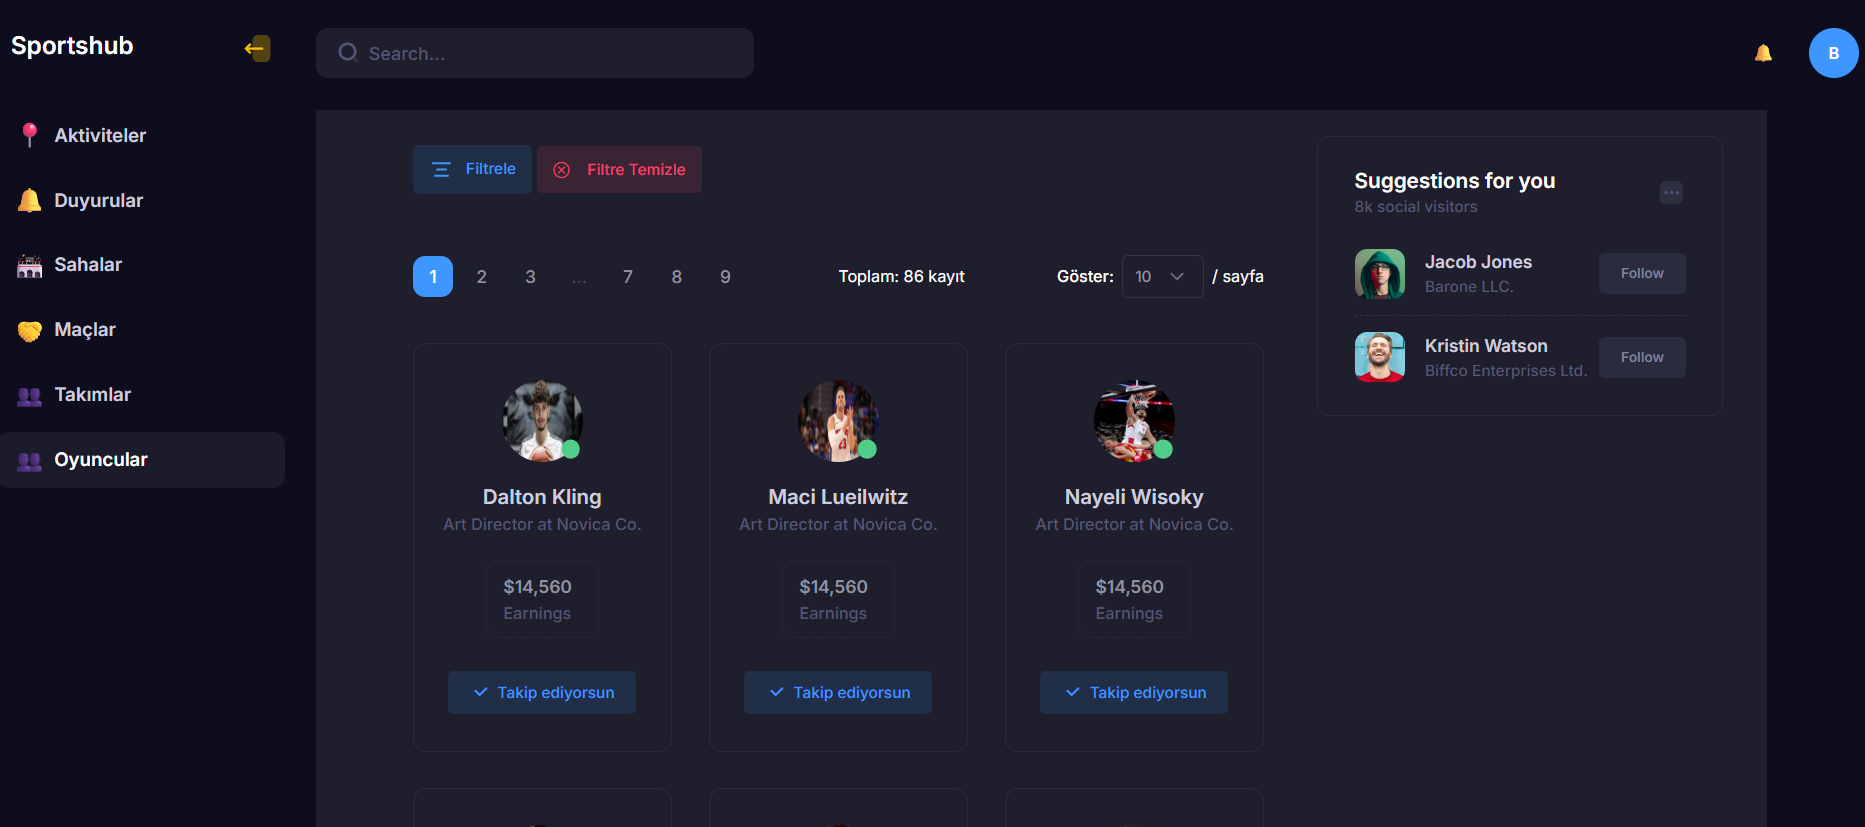 Sportshub
Search...
B
Aktiviteler
Duyurular
Sahalar
Maçlar
Takımlar
Oyuncular
Filtrele
Filtre Temizle
1 2 3 ... 7 8 9
Toplam: 86 kayıt
Göster: 10 / sayfa
Dalton Kling
Art Director at Novica Co.
$14,560
Earnings
Takip ediyorsun
Maci Lueilwitz
Art Director at Novica Co.
$14,560
Earnings
Takip ediyorsun
Nayeli Wisoky
Art Director at Novica Co.
$14,560
Earnings
Takip ediyorsun
Suggestions for you
8k social visitors
Jacob Jones
Barone LLC.
Follow
Kristin Watson
Biffco Enterprises Ltd.
Follow